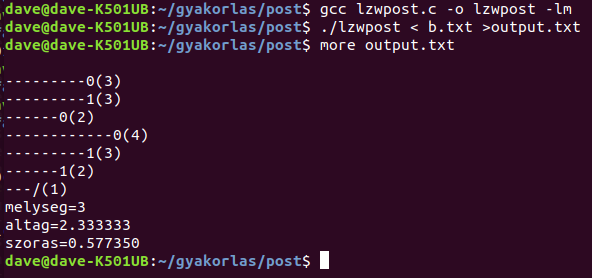 dave@dave-K501UB:~/gyakorlas/post$ gcc lzwpost.c -o lzwpost -lm
dave@dave-K501UB:~/gyakorlas/post$ ./lzwpost < b.txt >output.txt
dave@dave-K501UB:~/gyakorlas/post$ more output.txt
---------0(3)
---------1(3)
------0(2)
------------0(4)
---------1(3)
------1(2)
---/(1)
melyseg=3
altag=2.333333
szoras=0.577350
dave@dave-K501UB:~/gyakorlas/post$